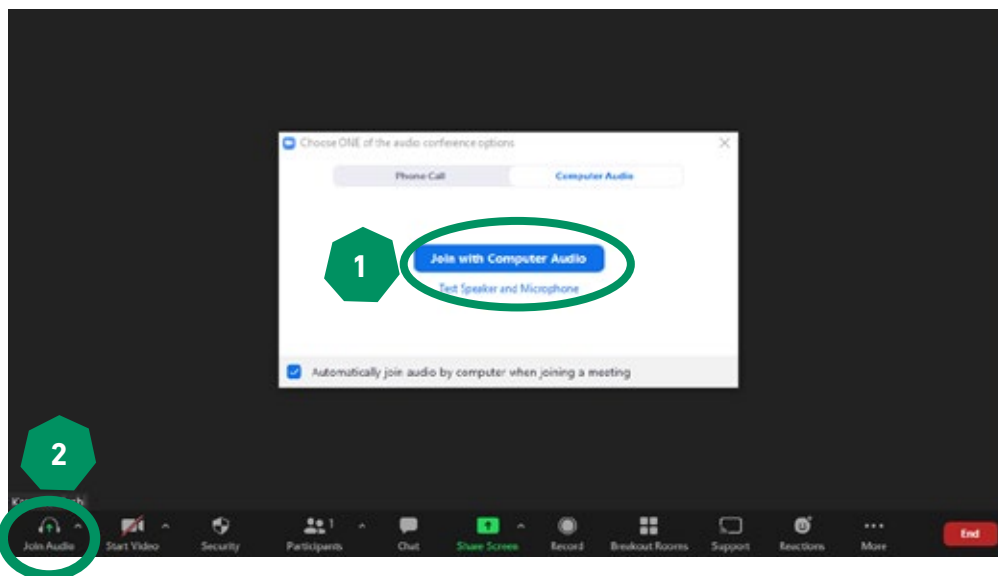 Choose ONE of the audio conference options
Phone Call
Computer Audio
1
Join with Computer Audio
Test Speaker and Microphone
Automatically join audio by computer when joining a meeting
2
Join Audio
Start Video
Security
1
Participants
Chat
Share Screen
Record
Breakout Rooms
Support
Reactions
More
End